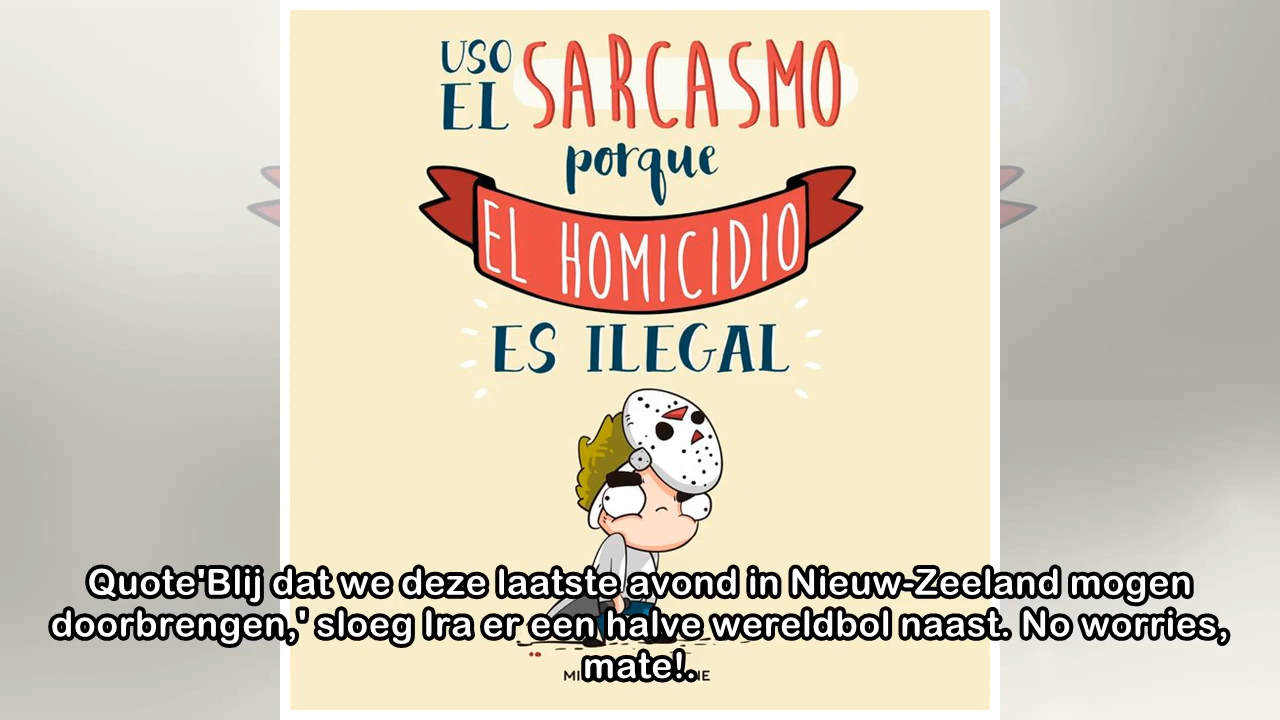 USO
EL SARCASMO
porque
EL HOMICIDIO
ES ILEGAL
Quote'Blij dat we deze laatste avond in Nieuw-Zeeland mogen
doorbrengen,' sloeg Ira er een halve wereldbol naast. No worries,
mate!.